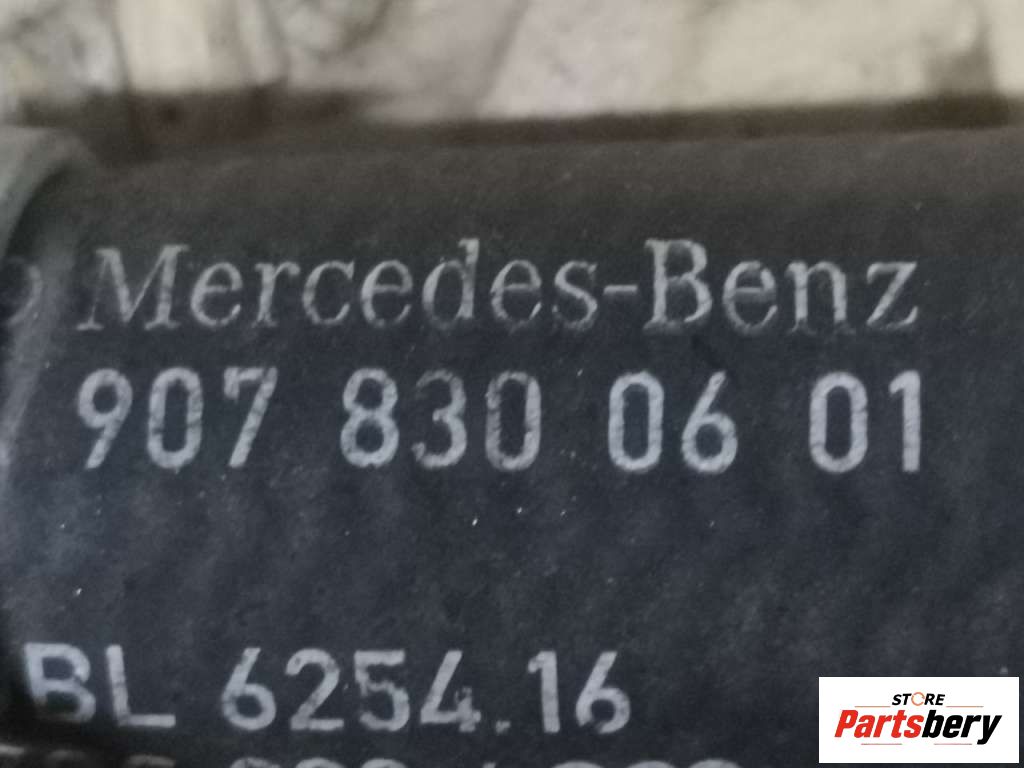 Mercedes-Benz
907 830 06 01
BL 6254.16
STORE
Partsbery